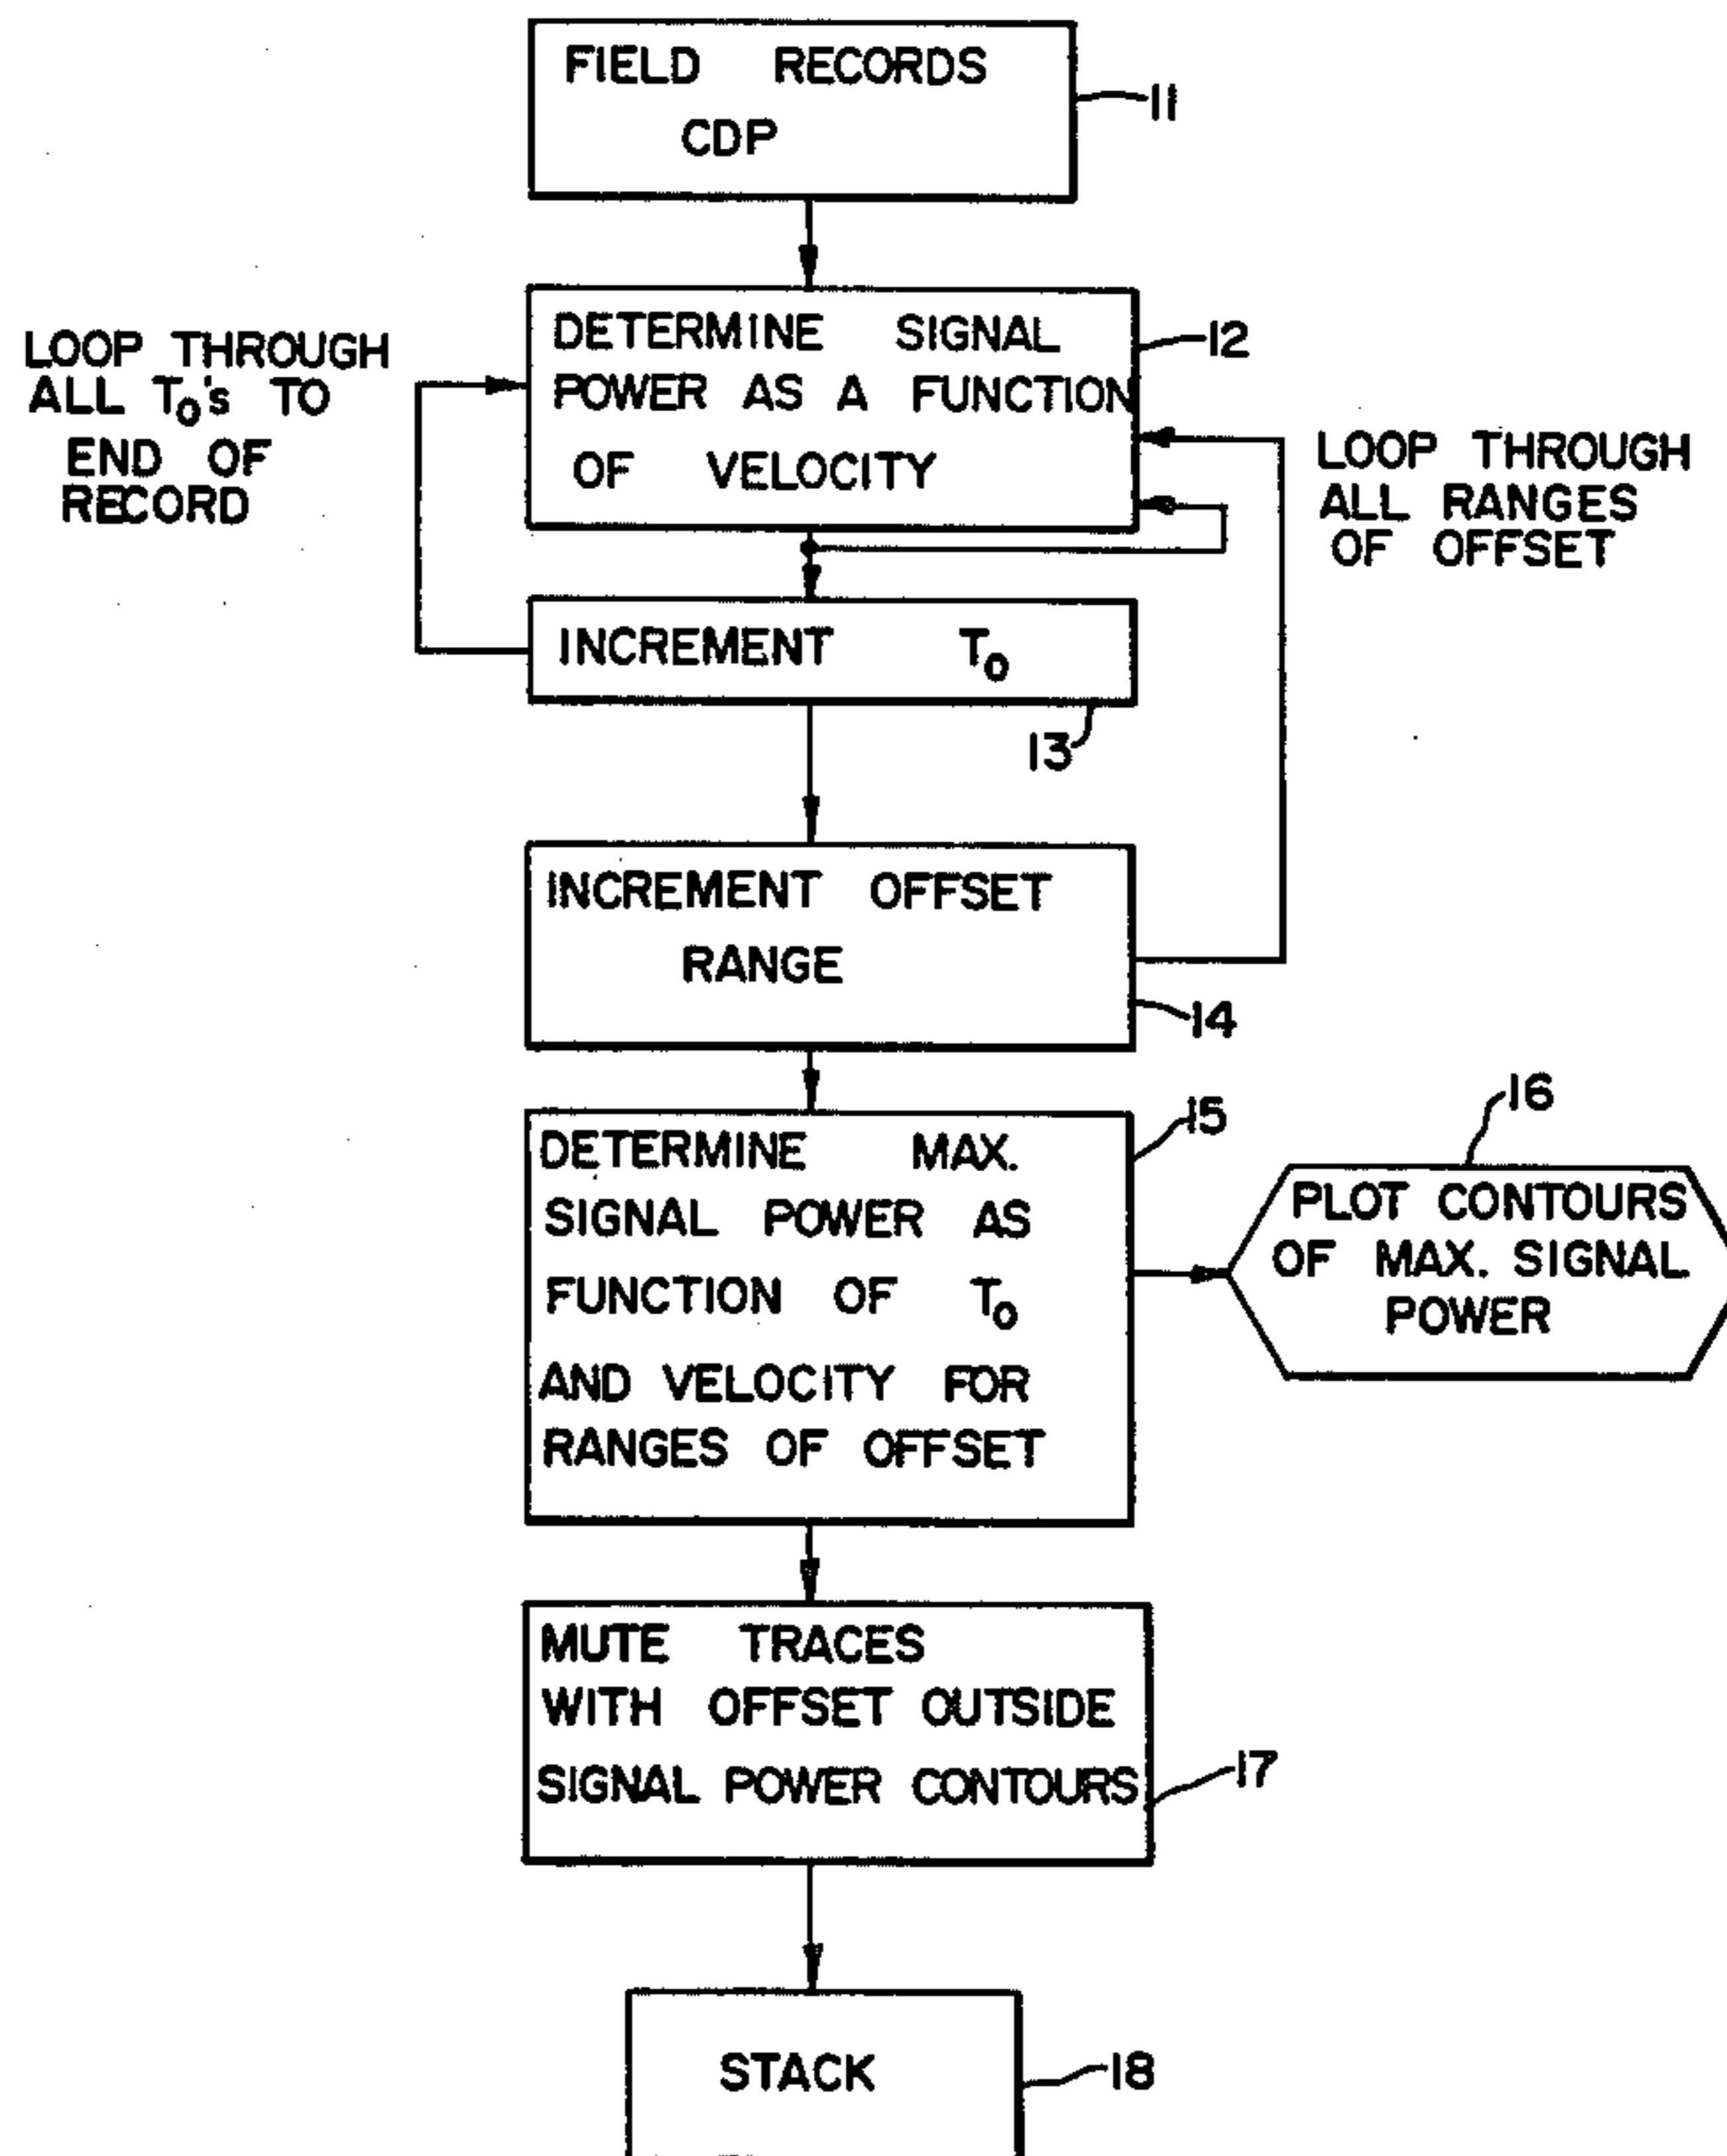 FIELD RECORDS
CDP
11
DETERMINE SIGNAL
POWER AS A FUNCTION
OF VELOCITY
12
LOOP THROUGH
ALL T₀'s TO
END OF
RECORD
LOOP THROUGH
ALL RANGES
OF OFFSET
INCREMENT T₀
13
INCREMENT OFFSET
RANGE
14
DETERMINE MAX.
SIGNAL POWER AS
FUNCTION OF T₀
AND VELOCITY FOR
RANGES OF OFFSET
15
16
PLOT CONTOURS
OF MAX. SIGNAL
POWER
MUTE TRACES
WITH OFFSET OUTSIDE
SIGNAL POWER CONTOURS
17
STACK
18